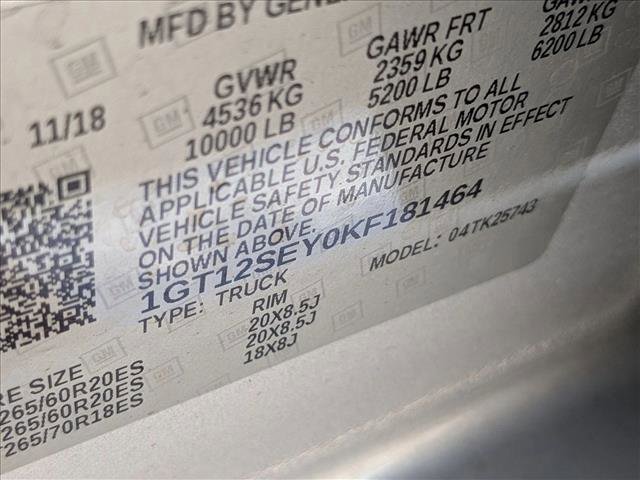 MFD BY GENE
GVWR GAWR FRT GAW
11/18 4536 KG 2359 KG 2812 KG
10000 LB 5200 LB 6200 LB
THIS VEHICLE CONFORMS TO ALL
APPLICABLE U.S. FEDERAL MOTOR
VEHICLE SAFETY STANDARDS IN EFFECT
ON THE DATE OF MANUFACTURE
SHOWN ABOVE.
1GT12SEY0KF181464
TYPE: TRUCK MODEL: 04TK25743
RE SIZE RIM
265/60R20ES 20X8.5J
265/60R20ES 20X8.5J
265/70R18ES 18X8J